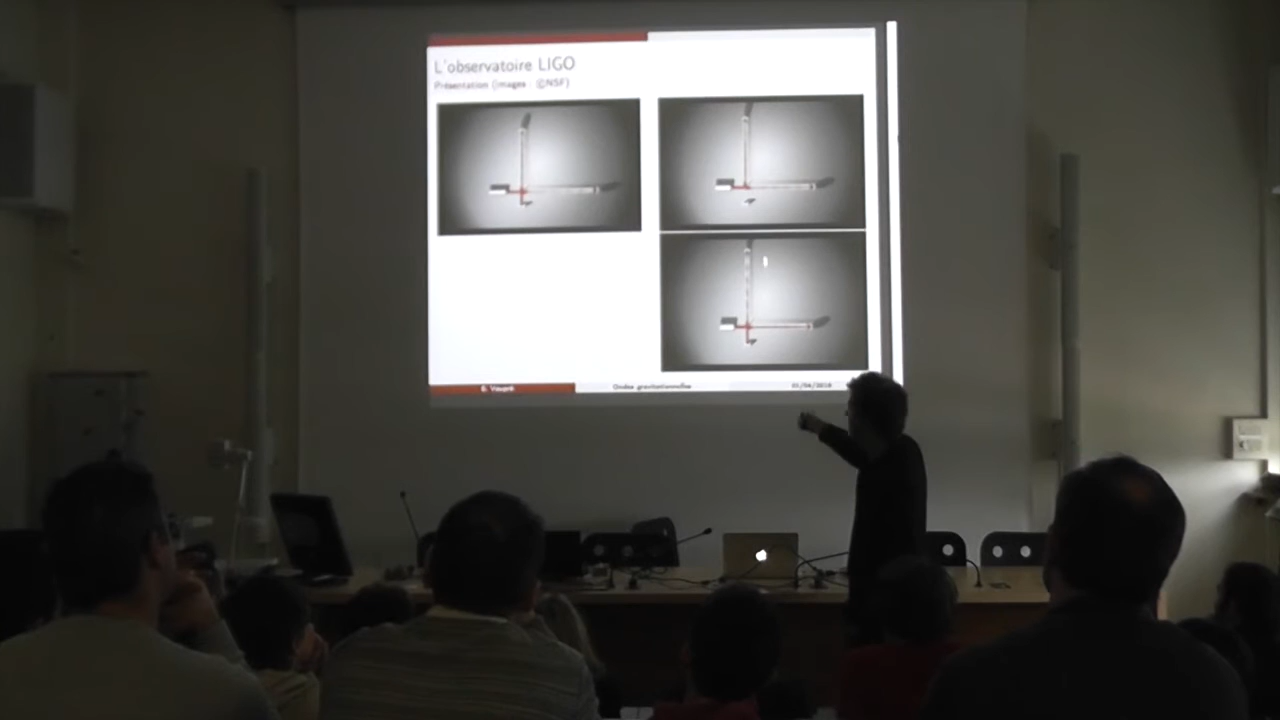 L'observatoire LIGO
Présentation (images : ©NSF)
Ondes gravitationnelles